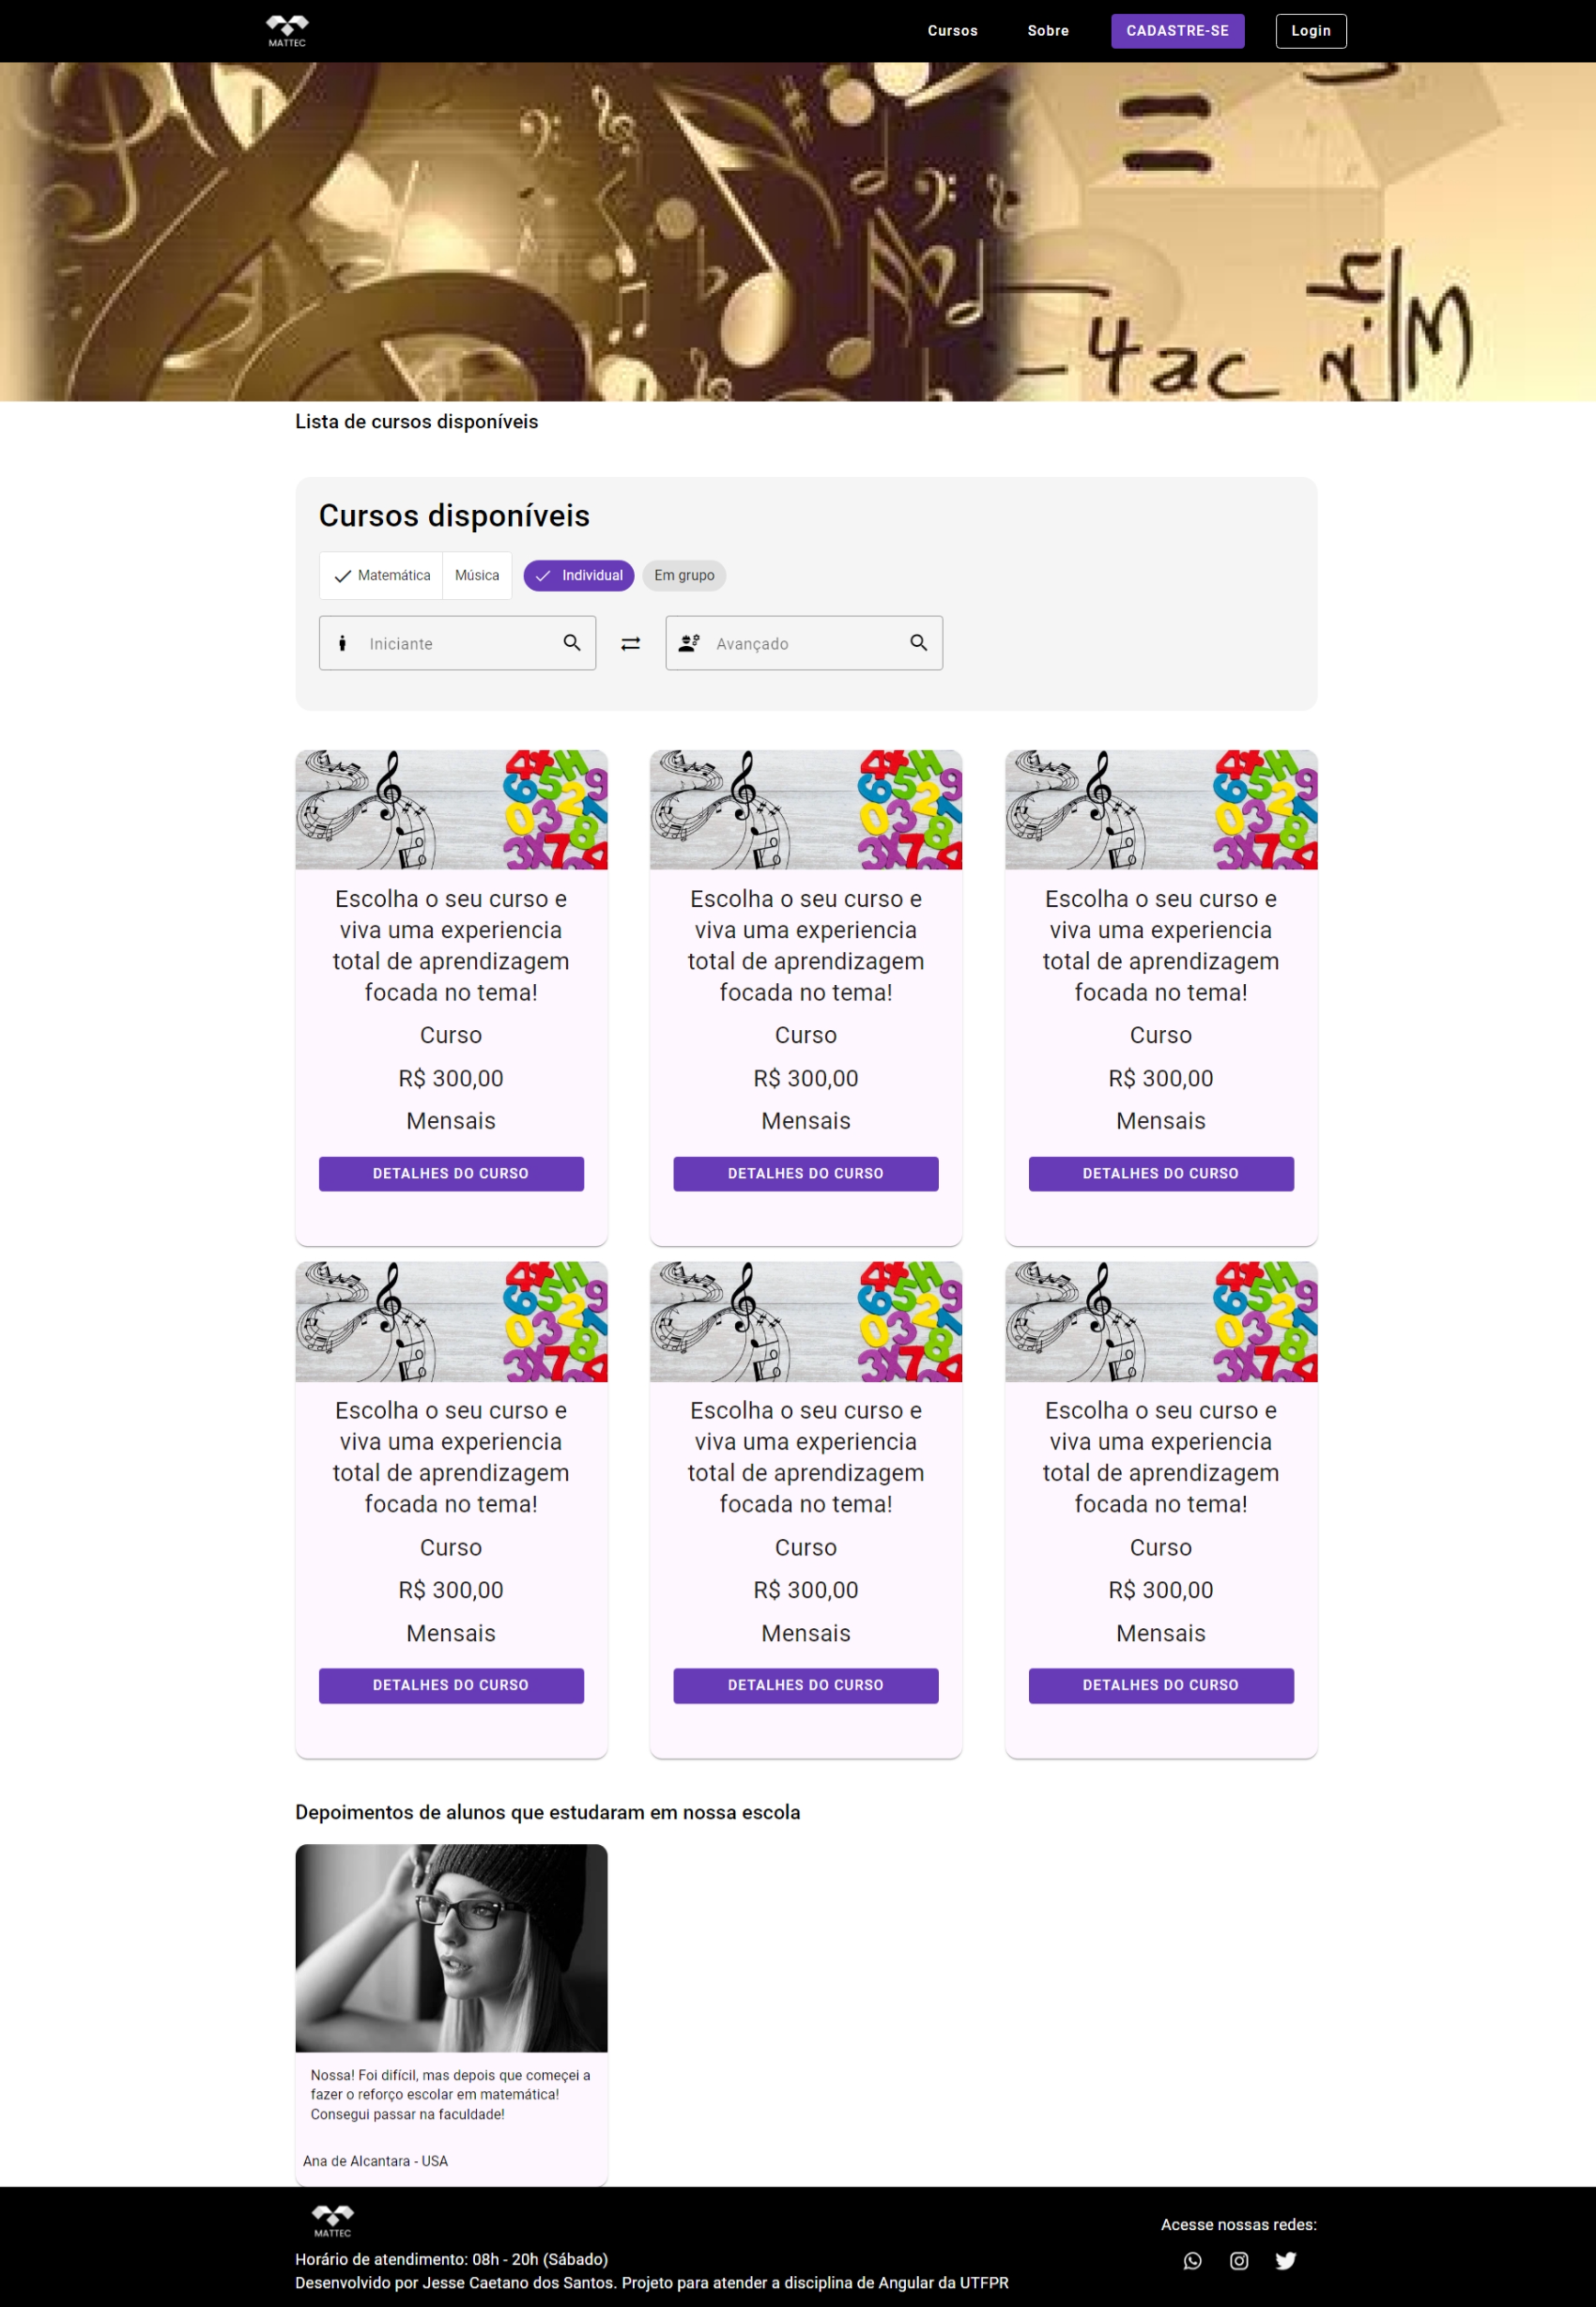 MATTEC
Cursos
Sobre
CADASTRE-SE
Login
=
-4ac
Lista de cursos disponíveis
Cursos disponíveis
Matemática
Música
Individual
Em grupo
Iniciante
Avançado
Escolha o seu curso e
viva uma experiencia
total de aprendizagem
focada no tema!
Curso
R$ 300,00
Mensais
DETALHES DO CURSO
Escolha o seu curso e
viva uma experiencia
total de aprendizagem
focada no tema!
Curso
R$ 300,00
Mensais
DETALHES DO CURSO
Escolha o seu curso e
viva uma experiencia
total de aprendizagem
focada no tema!
Curso
R$ 300,00
Mensais
DETALHES DO CURSO
Escolha o seu curso e
viva uma experiencia
total de aprendizagem
focada no tema!
Curso
R$ 300,00
Mensais
DETALHES DO CURSO
Escolha o seu curso e
viva uma experiencia
total de aprendizagem
focada no tema!
Curso
R$ 300,00
Mensais
DETALHES DO CURSO
Escolha o seu curso e
viva uma experiencia
total de aprendizagem
focada no tema!
Curso
R$ 300,00
Mensais
DETALHES DO CURSO
Depoimentos de alunos que estudaram em nossa escola
Nossa! Foi difícil, mas depois que começei a
fazer o reforço escolar em matemática!
Consegui passar na faculdade!
Ana de Alcantara - USA
MATTEC
Horário de atendimento: 08h - 20h (Sábado)
Desenvolvido por Jesse Caetano dos Santos. Projeto para atender a disciplina de Angular da UTFPR
Acesse nossas redes: